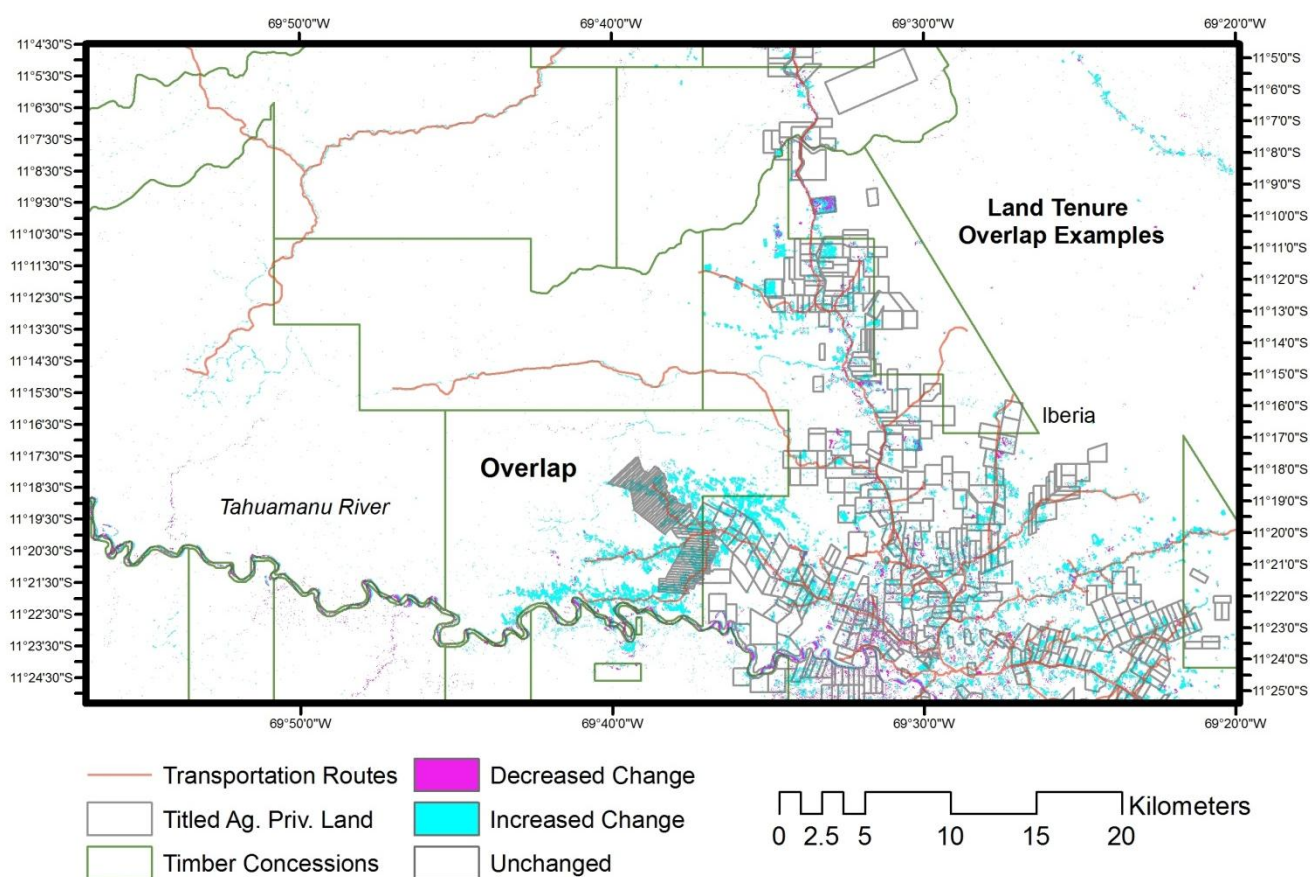 69°50'0"W 69°40'0"W 69°30'0"W 69°20'0"W
11°4'30"S
11°5'30"S
11°6'30"S
11°7'30"S
11°8'30"S
11°9'30"S
11°10'30"S
11°11'30"S
11°12'30"S
11°13'30"S
11°14'30"S
11°15'30"S
11°16'30"S
11°17'30"S
11°18'30"S
11°19'30"S
11°20'30"S
11°21'30"S
11°22'30"S
11°23'30"S
11°24'30"S
Land Tenure
Overlap Examples
Iberia
Overlap
Tahuamanu River
11°5'0"S
11°6'0"S
11°7'0"S
11°8'0"S
11°9'0"S
11°10'0"S
11°11'0"S
11°12'0"S
11°13'0"S
11°14'0"S
11°15'0"S
11°16'0"S
11°17'0"S
11°18'0"S
11°19'0"S
11°20'0"S
11°21'0"S
11°22'0"S
11°23'0"S
11°24'0"S
11°25'0"S
69°50'0"W 69°40'0"W 69°30'0"W 69°20'0"W
Transportation Routes
Titled Ag. Priv. Land
Timber Concessions
Decreased Change
Increased Change
Unchanged
Kilometers
0 2.5 5 10 15 20